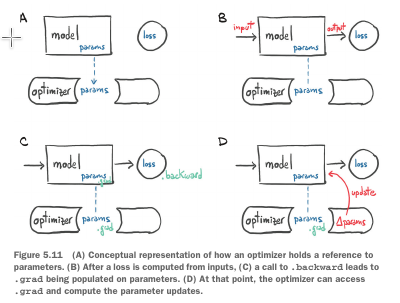 A
model
params
loss
optimizer
params
B
input
model
params
output
loss
optimizer
params
C
model
params
.grad
loss
.backward
optimizer
params
.grad
D
model
params
loss
update
optimizer
params
.grad
Δparams
Figure 5.11 (A) Conceptual representation of how an optimizer holds a reference to
parameters. (B) After a loss is computed from inputs, (C) a call to .backward leads to
.grad being populated on parameters. (D) At that point, the optimizer can access
.grad and compute the parameter updates.